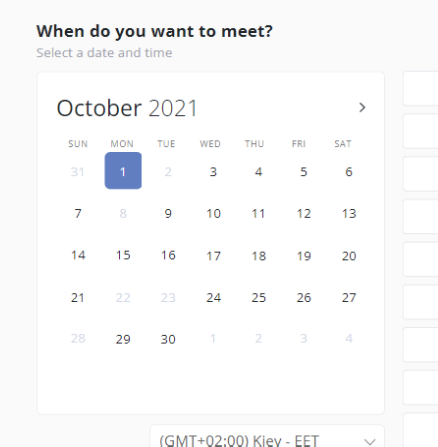 When do you want to meet?
Select a date and time
October 2021
SUN MON TUE WED THU FRI SAT
31 1 2 3 4 5 6
7 8 9 10 11 12 13
14 15 16 17 18 19 20
21 22 23 24 25 26 27
28 29 30 1 2 3 4
(GMT+02:00) Kiev - EET